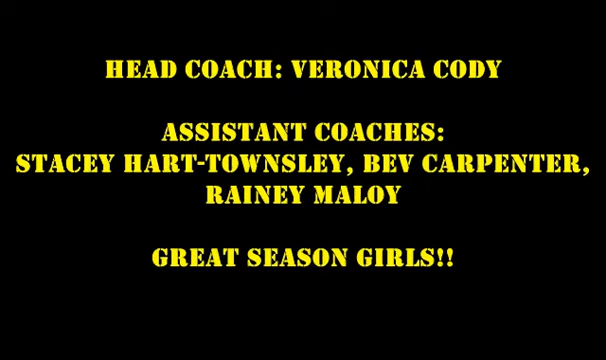 HEAD COACH: VERONICA CODY
ASSISTANT COACHES:
STACEY HART-TOWNSLEY, BEV CARPENTER,
RAINEY MALOY
GREAT SEASON GIRLS!!